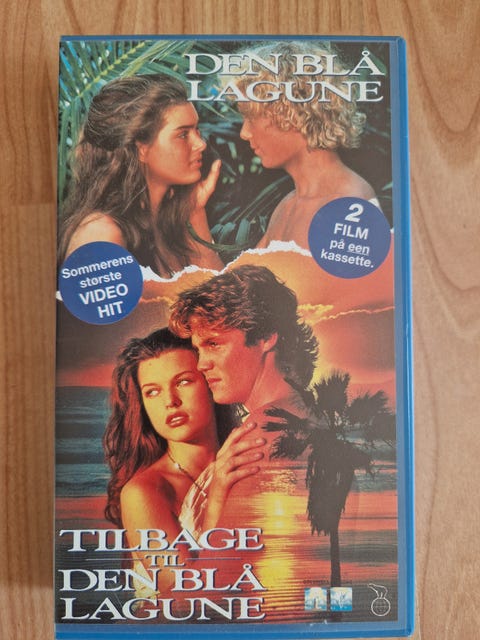 DEN BLÅ
LAGUNE
2
FILM
på een
kassette.
Sommerens
største
VIDEO
HIT
TILBAGE
TIL
DEN BLÅ
LAGUNE